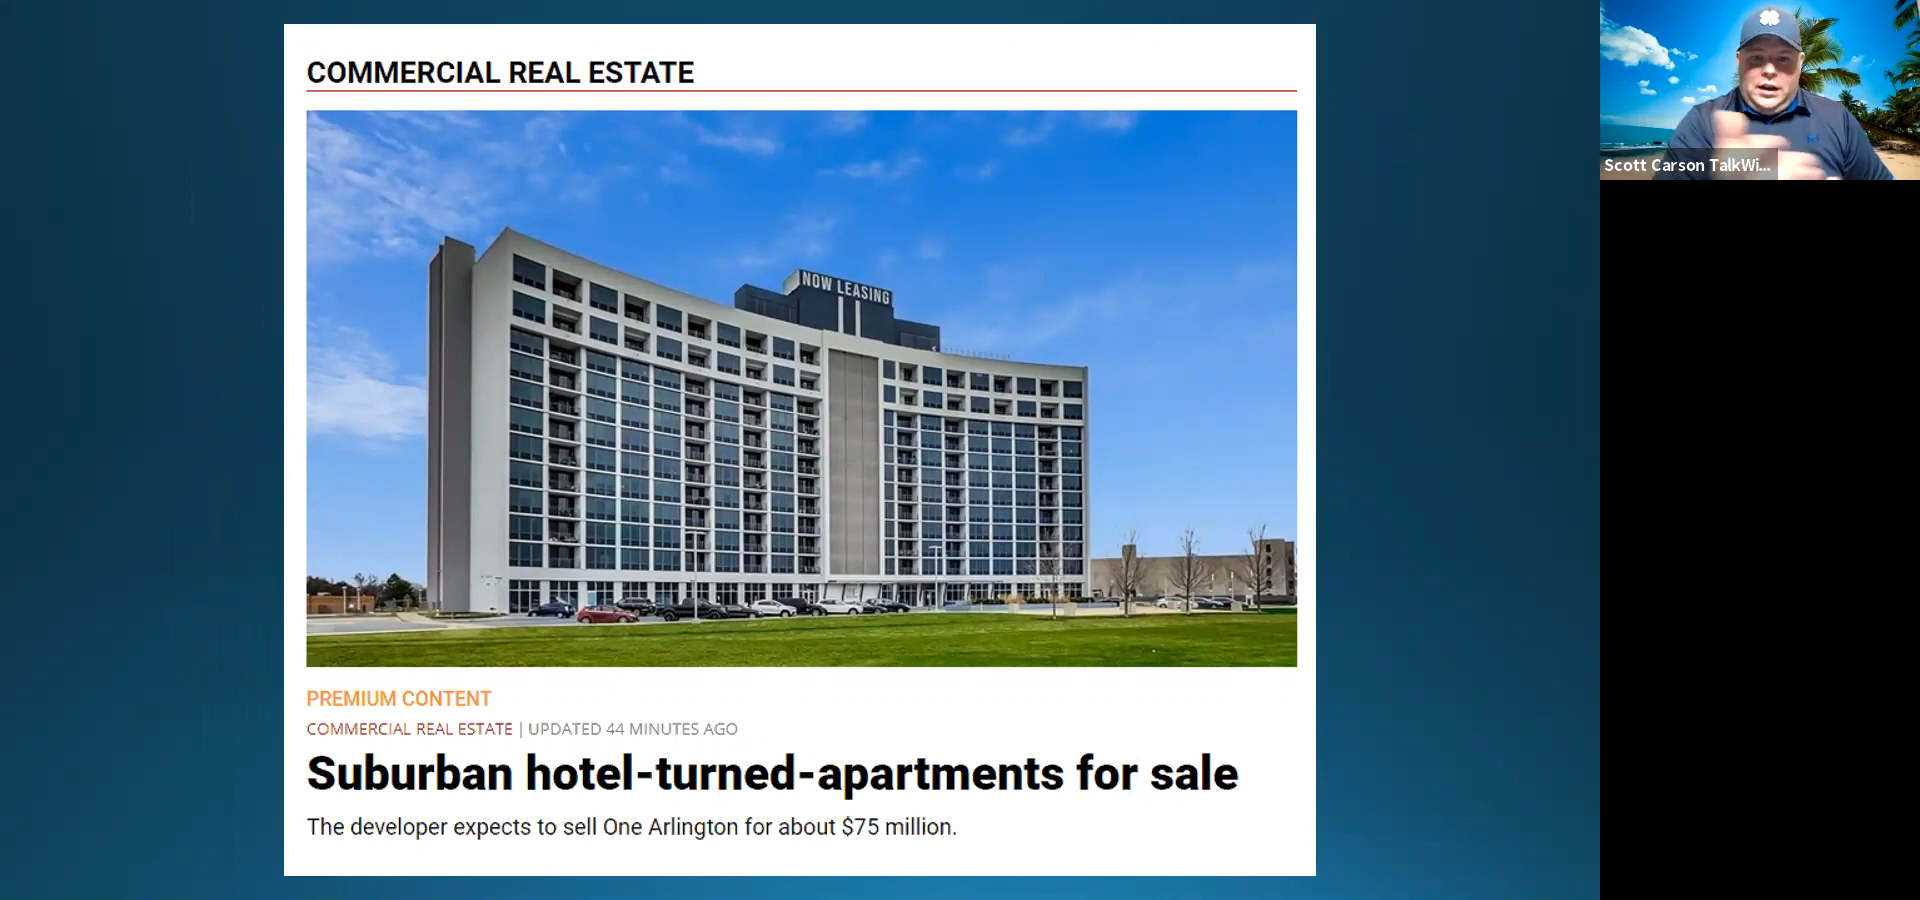 COMMERCIAL REAL ESTATE
NOW LEASING
PREMIUM CONTENT
COMMERCIAL REAL ESTATE | UPDATED 44 MINUTES AGO
Suburban hotel-turned-apartments for sale
The developer expects to sell One Arlington for about $75 million.
Scott Carson TalkWi...